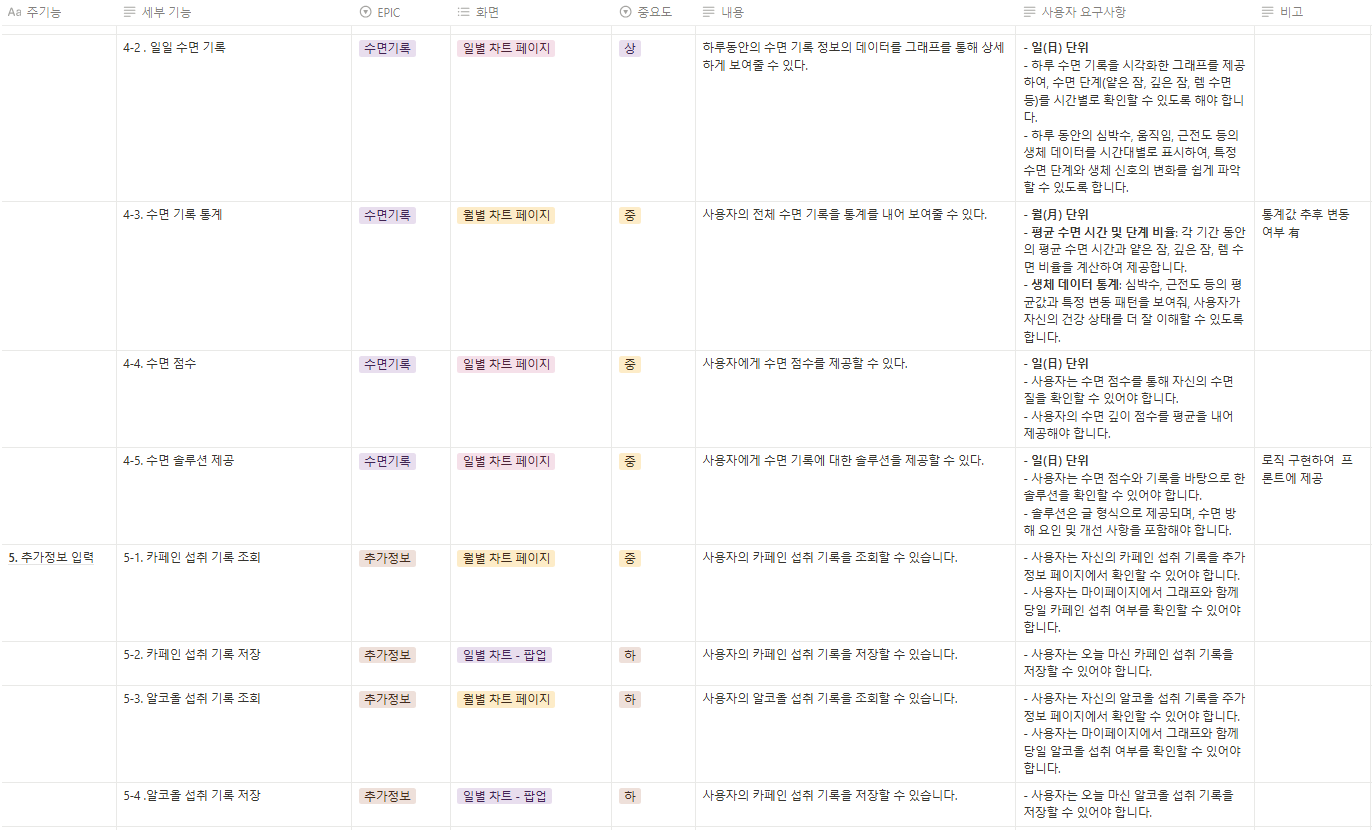 Aa 주기능 세부 기능 EPIC 화면 중요도 내용 사용자 요구사항 비고
4-2 . 일일 수면 기록 수면기록 일별 차트 페이지 상 하루동안의 수면 기록 정보의 데이터를 그래프를 통해 상세
하게 보여줄 수 있다.
- 일(日) 단위
- 하루 수면 기록을 시각화한 그래프를 제공
하여, 수면 단계(얕은 잠, 깊은 잠, 렘 수면
등)를 시간별로 확인할 수 있도록 해야 합니
다.
- 하루 동안의 심박수, 움직임, 근전도 등의
생체 데이터를 시간대별로 표시하여, 특정
수면 단계와 생체 신호의 변화를 쉽게 파악
할 수 있도록 합니다.
4-3. 수면 기록 통계 수면기록 월별 차트 페이지 중 사용자의 전체 수면 기록을 통계를 내어 보여줄 수 있다.
- 월(月) 단위
- 평균 수면 시간 및 단계 비율: 각 기간 동안
의 평균 수면 시간과 얕은 잠, 깊은 잠, 렘 수
면 비율을 계산하여 제공합니다.
- 생체 데이터 통계: 심박수, 근전도 등의 평
균값과 특정 변동 패턴을 보여줘, 사용자가
자신의 건강 상태를 더 잘 이해할 수 있도록
합니다.
통계값 추후 변동
여부 有
4-4. 수면 점수 수면기록 일별 차트 페이지 중 사용자에게 수면 점수를 제공할 수 있다.
- 일(日) 단위
- 사용자는 수면 점수를 통해 자신의 수면
질을 확인할 수 있어야 합니다.
- 사용자의 수면 깊이 점수를 평균을 내어
제공해야 합니다.
4-5. 수면 솔루션 제공 수면기록 일별 차트 페이지 중 사용자에게 수면 기록에 대한 솔루션을 제공할 수 있다.
- 일(日) 단위
- 사용자는 수면 점수와 기록을 바탕으로 한
솔루션을 확인할 수 있어야 합니다.
- 솔루션은 글 형식으로 제공되며, 수면 방
해 요인 및 개선 사항을 포함해야 합니다.
로직 구현하여 프
론트에 제공
5. 추가정보 입력 5-1. 카페인 섭취 기록 조회 추가정보 월별 차트 페이지 중 사용자의 카페인 섭취 기록을 조회할 수 있습니다.
- 사용자는 자신의 카페인 섭취 기록을 추가
정보 페이지에서 확인할 수 있어야 합니다.
- 사용자는 마이페이지에서 그래프와 함께
당일 카페인 섭취 여부를 확인할 수 있어야
합니다.
5-2. 카페인 섭취 기록 저장 추가정보 일별 차트 - 팝업 하 사용자의 카페인 섭취 기록을 저장할 수 있습니다.
- 사용자는 오늘 마신 카페인 섭취 기록을
저장할 수 있어야 합니다.
5-3. 알코올 섭취 기록 조회 추가정보 월별 차트 페이지 하 사용자의 알코올 섭취 기록을 조회할 수 있습니다.
- 사용자는 자신의 알코올 섭취 기록을 추가
정보 페이지에서 확인할 수 있어야 합니다.
- 사용자는 마이페이지에서 그래프와 함께
당일 알코올 섭취 여부를 확인할 수 있어야
합니다.
5-4 .알코올 섭취 기록 저장 추가정보 일별 차트 - 팝업 하 사용자의 카페인 섭취 기록을 저장할 수 있습니다.
- 사용자는 오늘 마신 알코올 섭취 기록을
저장할 수 있어야 합니다.